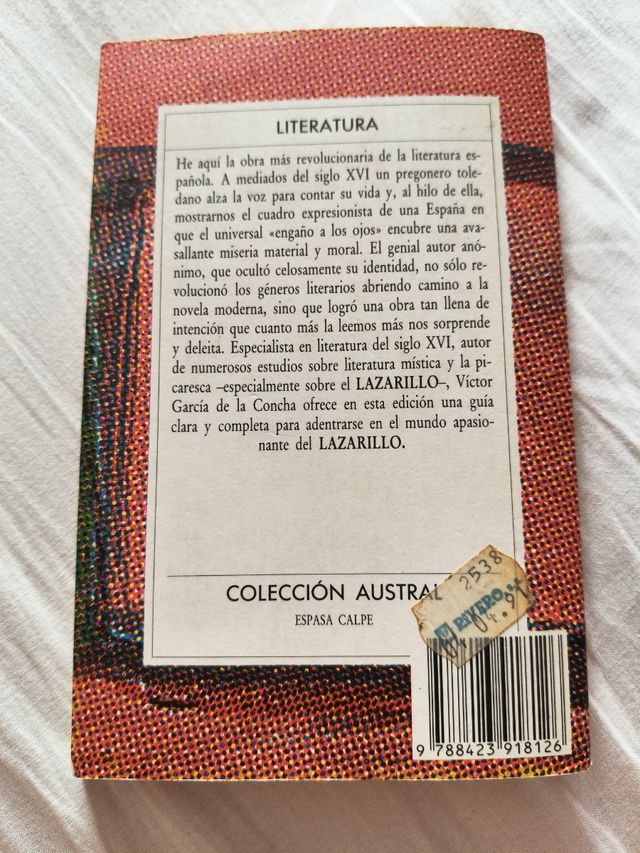 LITERATURA
He aquí la obra más revolucionaria de la literatura es-
pañola. A mediados del siglo XVI un pregonero tole-
dano alza la voz para contar su vida y, al hilo de ella,
mostrarnos el cuadro expresionista de una España en
que el universal «engaño a los ojos» encubre una ava-
sallante miseria material y moral. El genial autor anó-
nimo, que ocultó celosamente su identidad, no sólo re-
volucionó los géneros literarios abriendo camino a la
novela moderna, sino que logró una obra tan llena de
intención que cuanto más la leemos más nos sorprende
y deleita. Especialista en literatura del siglo XVI, autor
de numerosos estudios sobre literatura mística y la pi-
caresca –especialmente sobre el LAZARILLO–, Víctor
García de la Concha ofrece en esta edición una guía
clara y completa para adentrarse en el mundo apasio-
nante del LAZARILLO.
COLECCIÓN AUSTRAL
ESPASA CALPE
2538
RIVERO
04.91
9 788423 918126